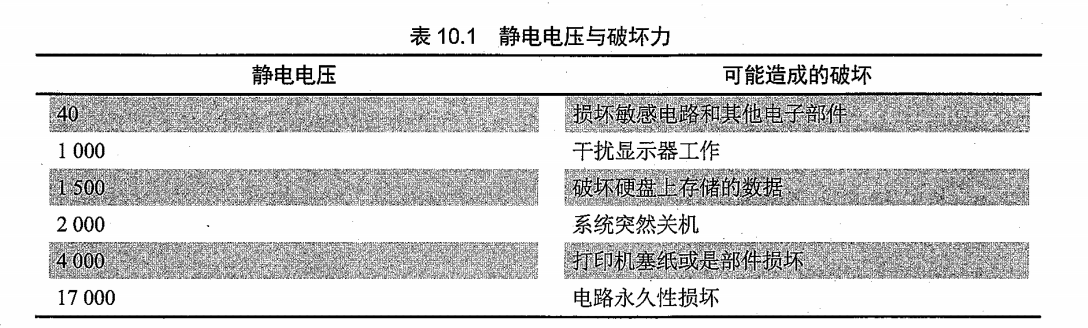 表 10.1 静电电压与破坏力
静电电压 可能造成的破坏
40 损坏敏感电路和其他电子部件
1 000 干扰显示器工作
1 500 破坏硬盘上存储的数据
2 000 系统突然关机
4 000 打印机塞纸或是部件损坏
17 000 电路永久性损坏